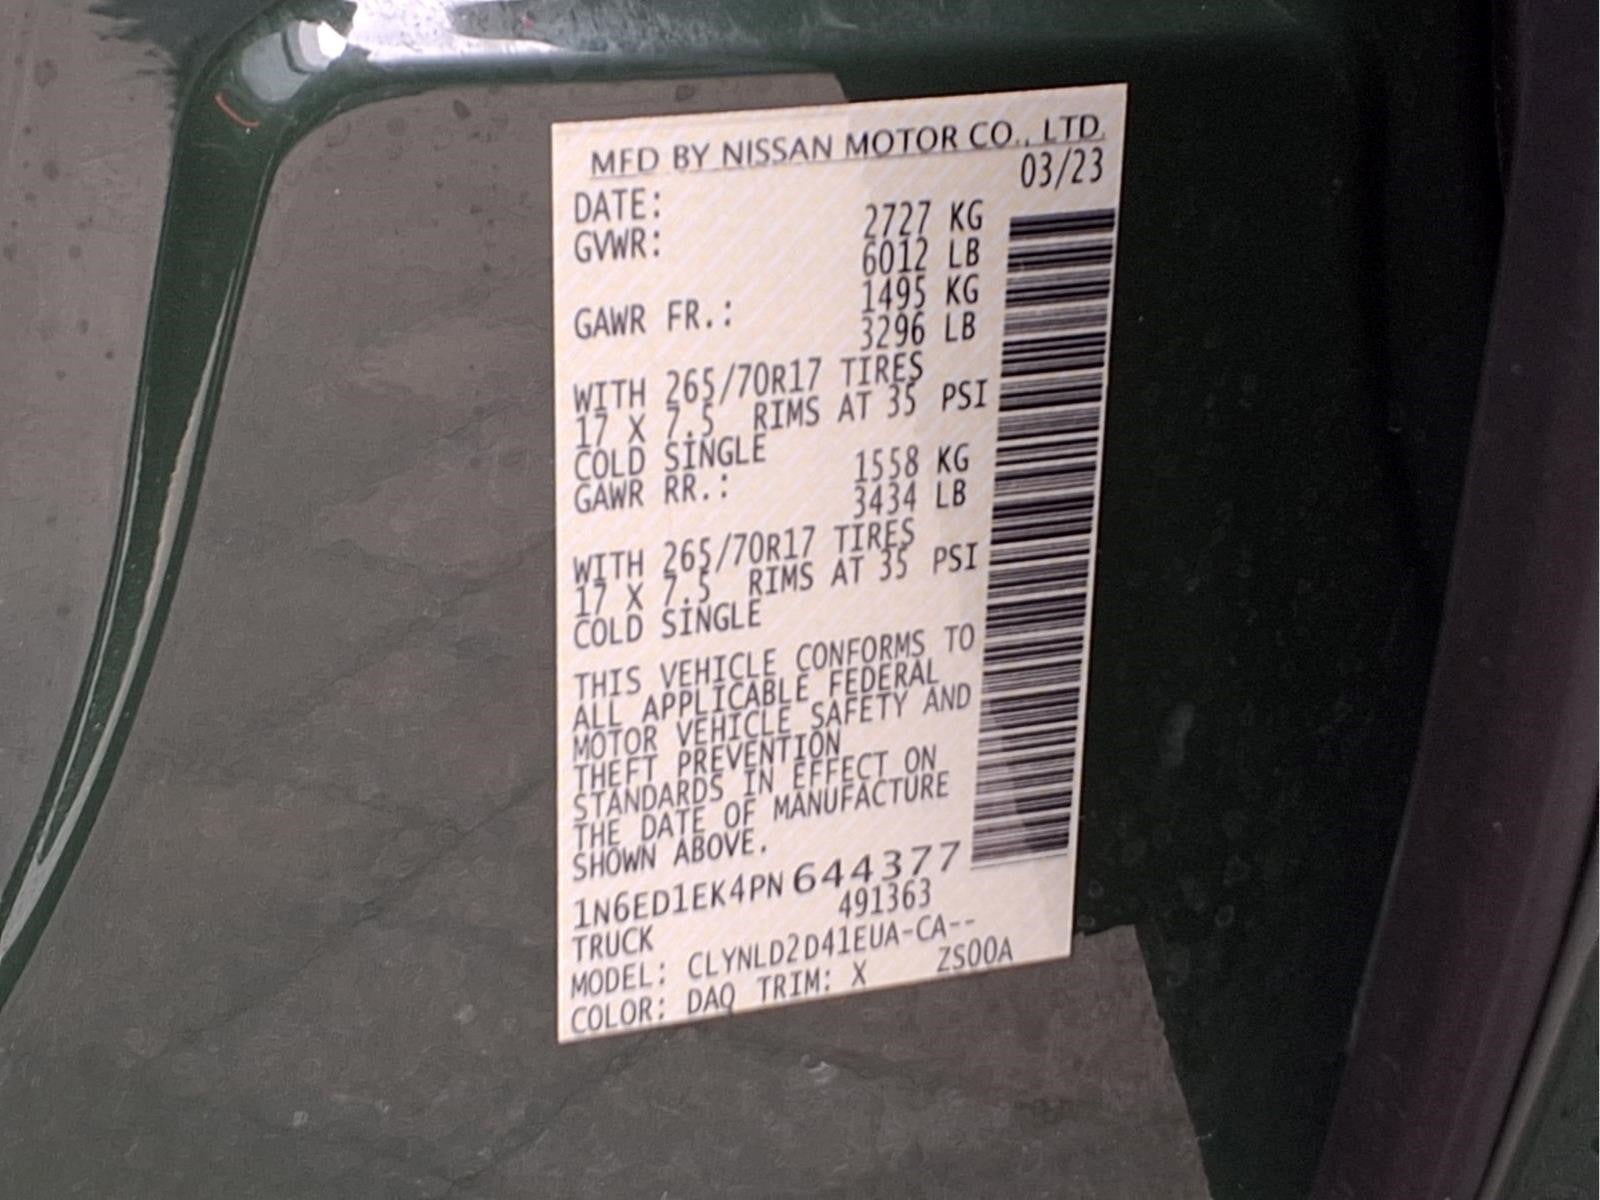 MFD BY NISSAN MOTOR CO., LTD.
DATE: 03/23
GVWR: 2727 KG
6012 LB
GAWR FR.: 1495 KG
3296 LB
WITH 265/70R17 TIRES
17 X 7.5 RIMS AT 35 PSI
COLD SINGLE
GAWR RR.: 1558 KG
3434 LB
WITH 265/70R17 TIRES
17 X 7.5 RIMS AT 35 PSI
COLD SINGLE
THIS VEHICLE CONFORMS TO
ALL APPLICABLE FEDERAL
MOTOR VEHICLE SAFETY AND
THEFT PREVENTION
STANDARDS IN EFFECT ON
THE DATE OF MANUFACTURE
SHOWN ABOVE.
1N6ED1EK4PN 644377
TRUCK 491363
MODEL: CLYNLD2D41EUA-CA--
COLOR: DAQ TRIM: X ZS00A